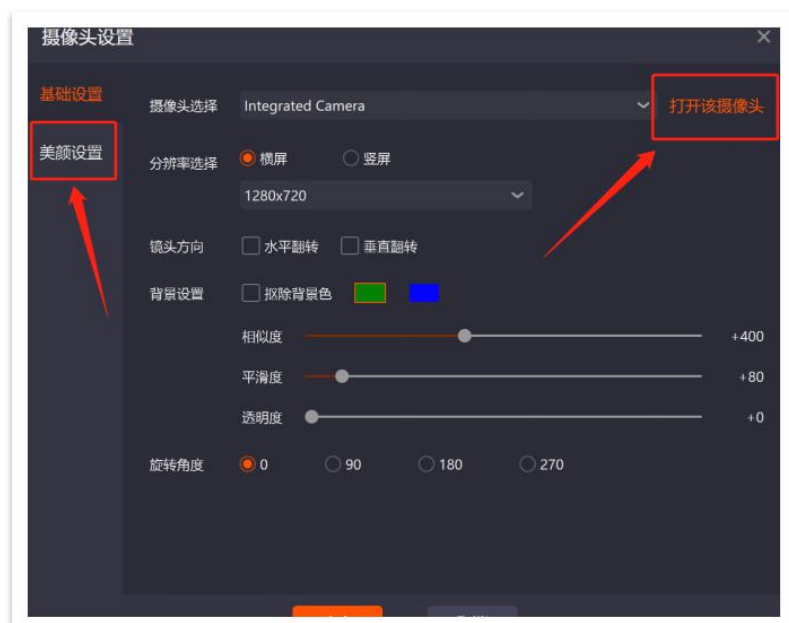 摄像头设置
基础设置
摄像头选择 Integrated Camera 打开该摄像头
美颜设置
分辨率选择 横屏 竖屏
1280x720
镜头方向 水平翻转 垂直翻转
背景设置 抠除背景色
相似度 +400
平滑度 +80
透明度 +0
旋转角度 0 90 180 270